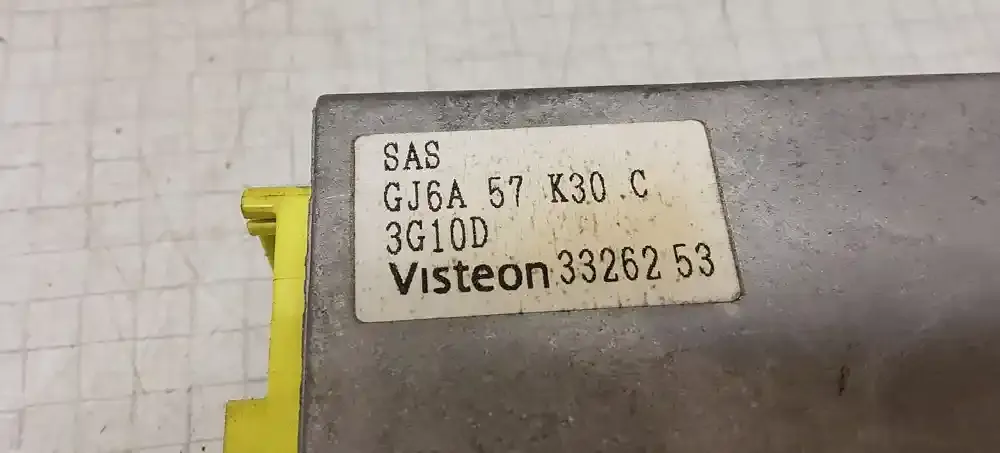 SAS
GJ6A 57 K30 C
3G10D
Visteon 33262 53